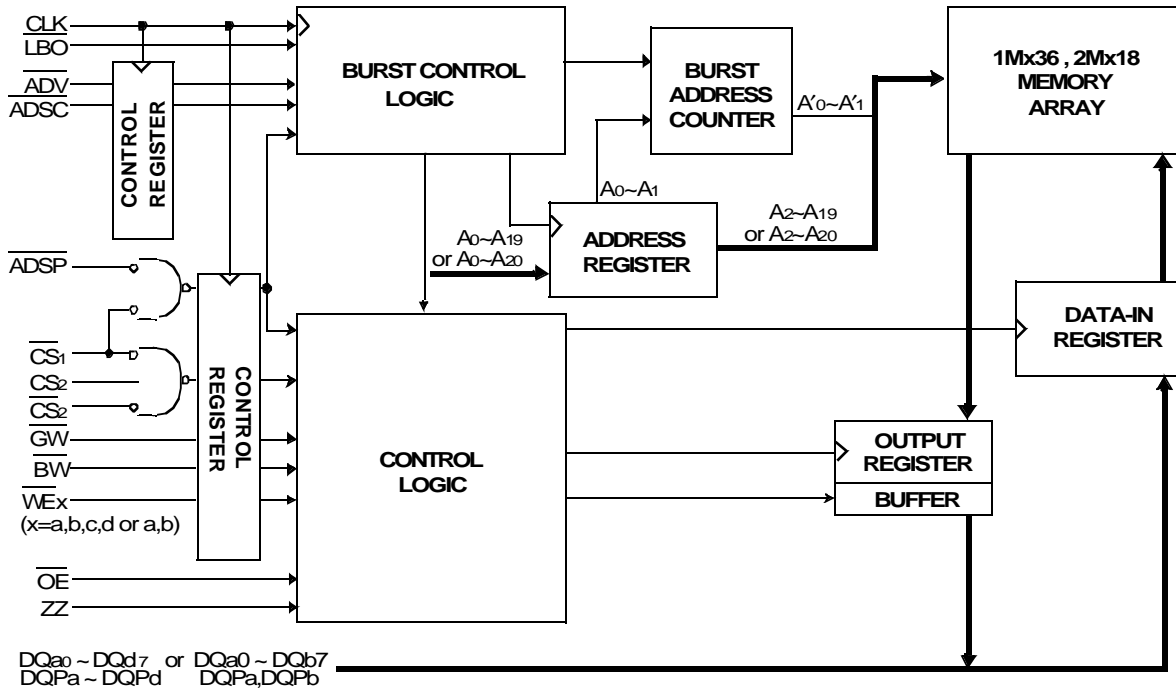 CLK
LBO
ADV
ADSC
CONTROL
REGISTER
BURST CONTROL
LOGIC
BURST
ADDRESS
COUNTER
A′0~A′1
1Mx36 , 2Mx18
MEMORY
ARRAY
A0~A1
A0~A19
or A0~A20
ADDRESS
REGISTER
A2~A19
or A2~A20
ADSP
CS1
CS2
CS2
GW
BW
WEx
(x=a,b,c,d or a,b)
OE
ZZ
CONTROL
REGISTER
CONTROL
LOGIC
DATA-IN
REGISTER
OUTPUT
REGISTER
BUFFER
DQa0 ~ DQd7 or DQa0 ~ DQb7
DQPa ~ DQPd DQPa,DQPb